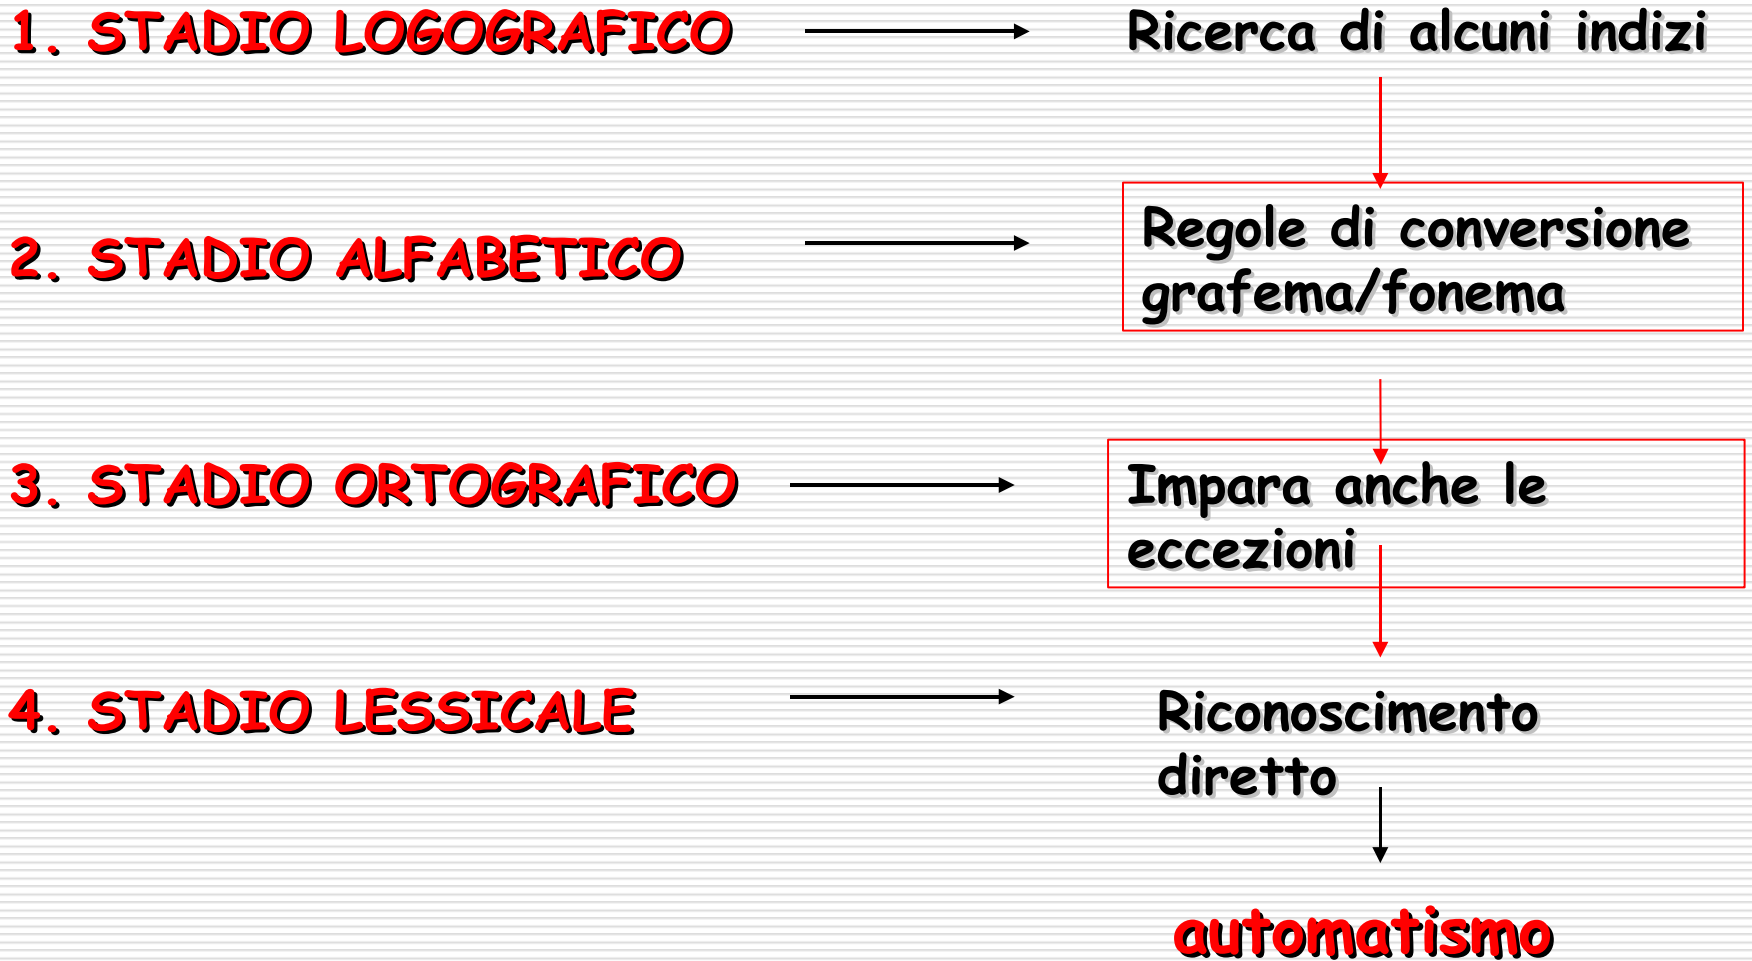 1. STADIO LOGOGRAFICO
Ricerca di alcuni indizi
2. STADIO ALFABETICO
Regole di conversione
grafema/fonema
3. STADIO ORTOGRAFICO
Impara anche le
eccezioni
4. STADIO LESSICALE
Riconoscimento
diretto
automatismo